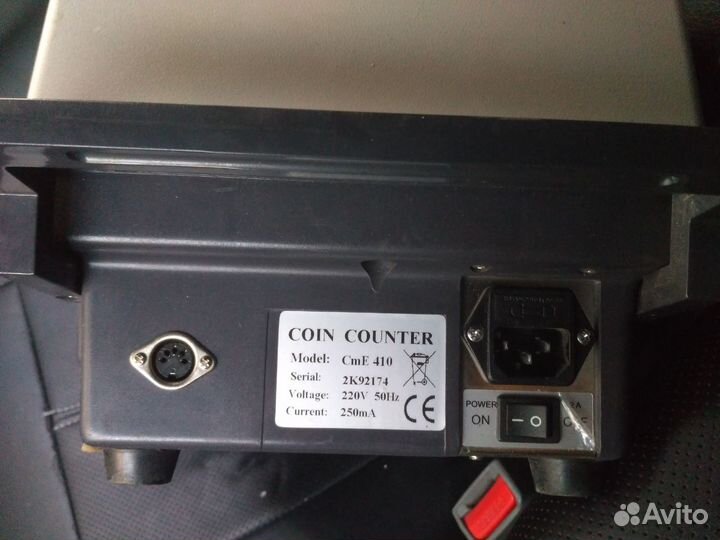 COIN COUNTER
Model: CmE 410
Serial: 2K92174
Voltage: 220V 50Hz
Current: 250mA
CE
POWER
ON
Avito